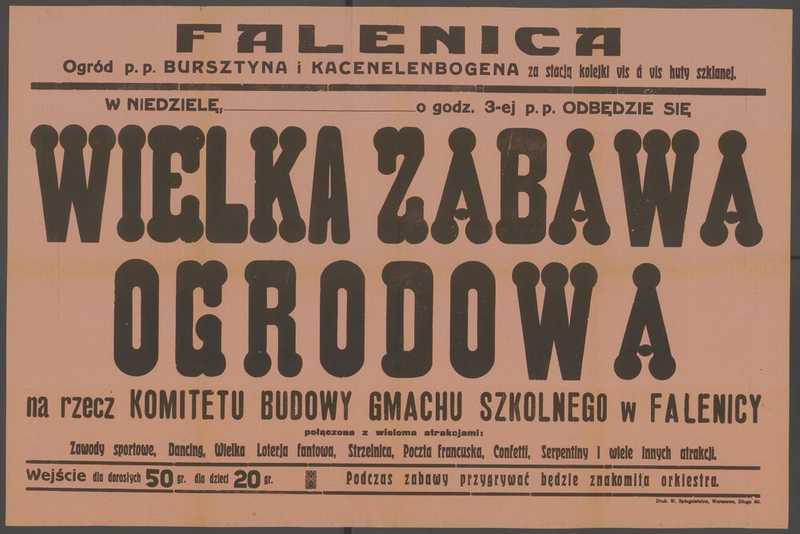 FALENICA
Ogród p. p. BURSZTYNA i KACENELENBOGENA za stacją kolejki vis á vis huty szklanej.
W NIEDZIELĘ, o godz. 3-ej p. p. ODBĘDZIE SIĘ
WIELKA ZABAWA
OGRODOWA
na rzecz KOMITETU BUDOWY GMACHU SZKOLNEGO w FALENICY
połączona z wieloma atrakcjami:
Zawody sportowe, Dancing, Wielka Loterja fantowa, Strzelnica, Poczta francuska, Confetti, Serpentiny i wiele innych atrakcji.
Wejście dla dorosłych 50 gr. dla dzieci 20 gr. Podczas zabawy przygrywać będzie znakomita orkiestra.
Druk. W. Warszawa, Długa